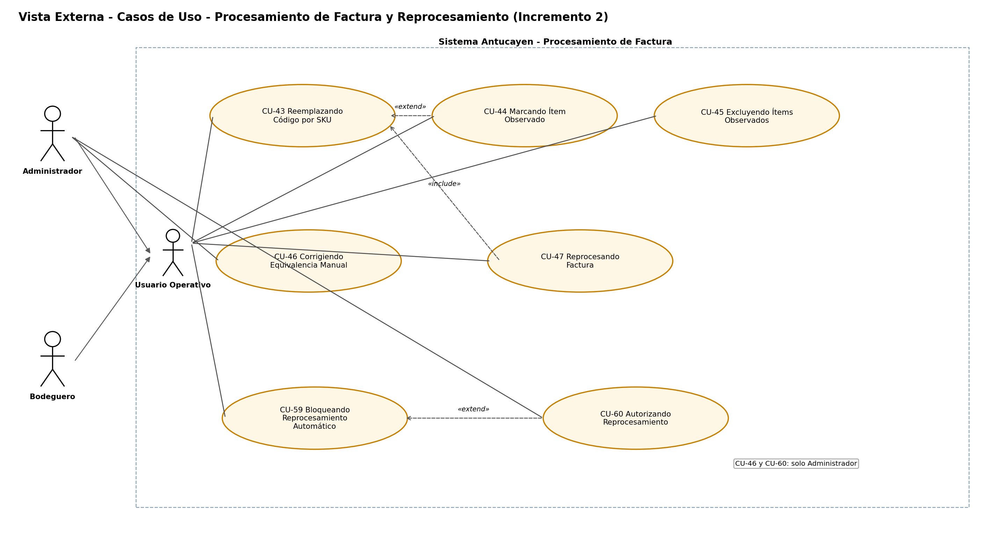 Vista Externa - Casos de Uso - Procesamiento de Factura y Reprocesamiento (Incremento 2)
Sistema Antucayen - Procesamiento de Factura
CU-43 Reemplazando
Código por SKU
«extend»
CU-44 Marcando Ítem
Observado
CU-45 Excluyendo Ítems
Observados
Administrador
«include»
CU-46 Corrigiendo
Equivalencia Manual
CU-47 Reprocesando
Factura
Usuario Operativo
Bodeguero
CU-59 Bloqueando
Reprocesamiento
Automático
«extend»
CU-60 Autorizando
Reprocesamiento
CU-46 y CU-60: solo Administrador